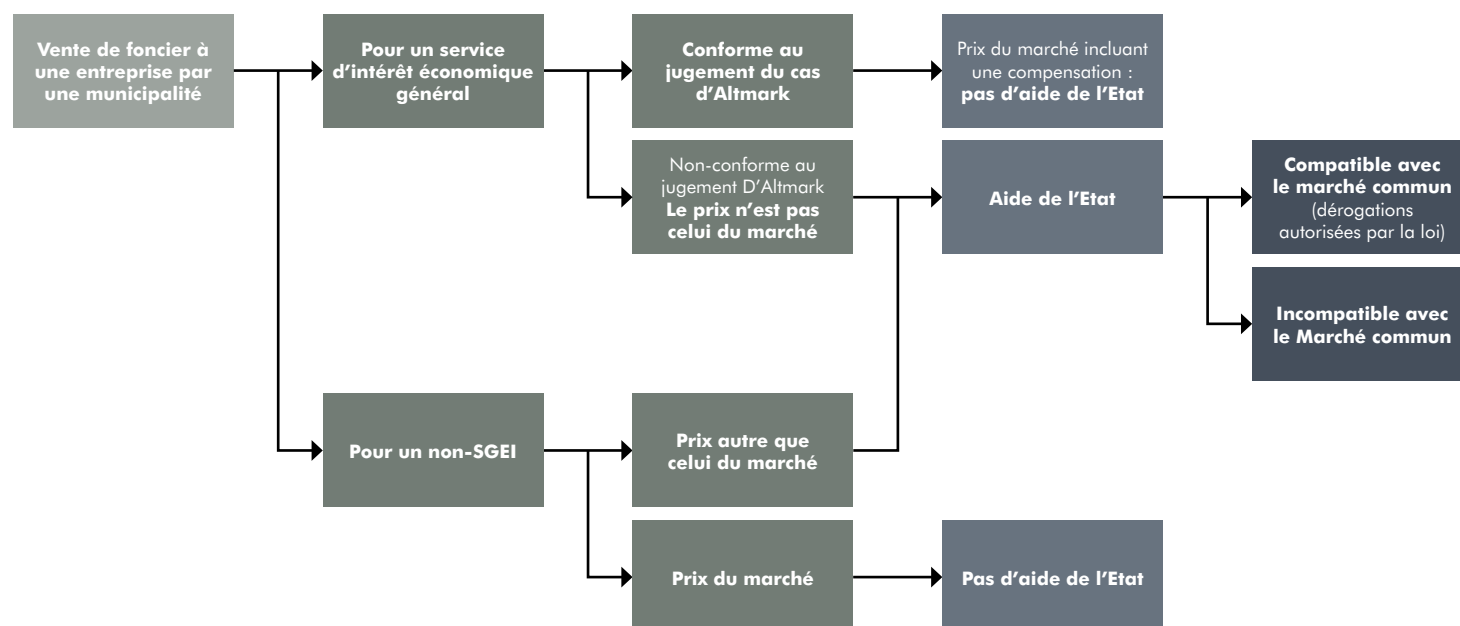 Vente de foncier à
une entreprise par
une municipalité
Pour un service
d'intérêt économique
général
Conforme au
jugement du cas
d'Altmark
Prix du marché incluant
une compensation :
pas d'aide de l'Etat
Non-conforme au
jugement D'Altmark
Le prix n'est pas
celui du marché
Aide de l'Etat
Compatible avec
le marché commun
(dérogations
autorisées par la loi)
Incompatible avec
le Marché commun
Pour un non-SGEI
Prix autre que
celui du marché
Prix du marché
Pas d'aide de l'Etat